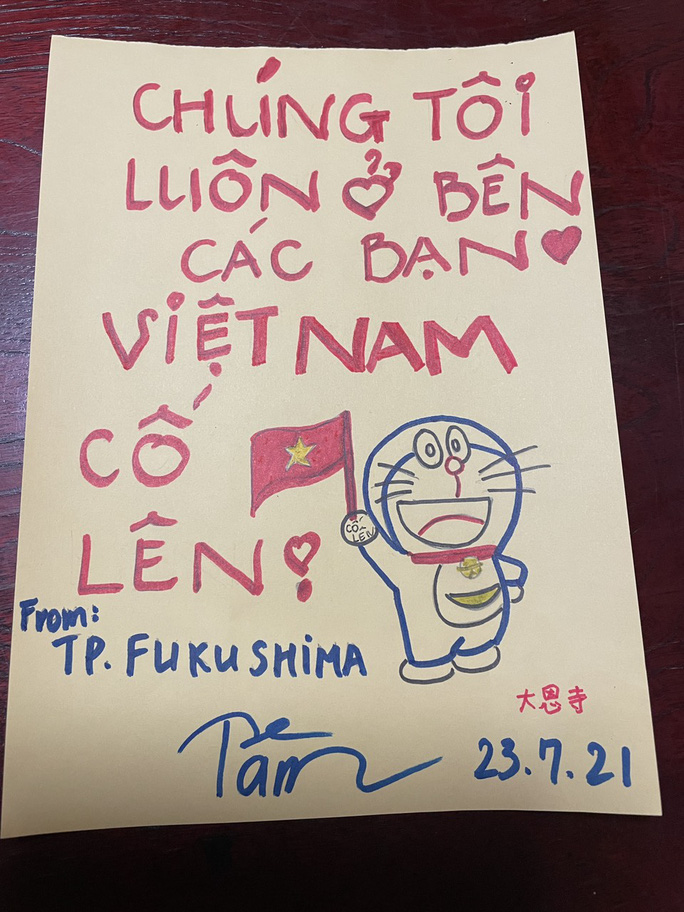 CHÚNG TÔI
LUÔN Ở BÊN
CÁC BẠN
VIỆT NAM
CỐ
LÊN!
CỐ
LÊN
From:
TP. FUKUSHIMA
大恩寺
Tâm
23.7.21